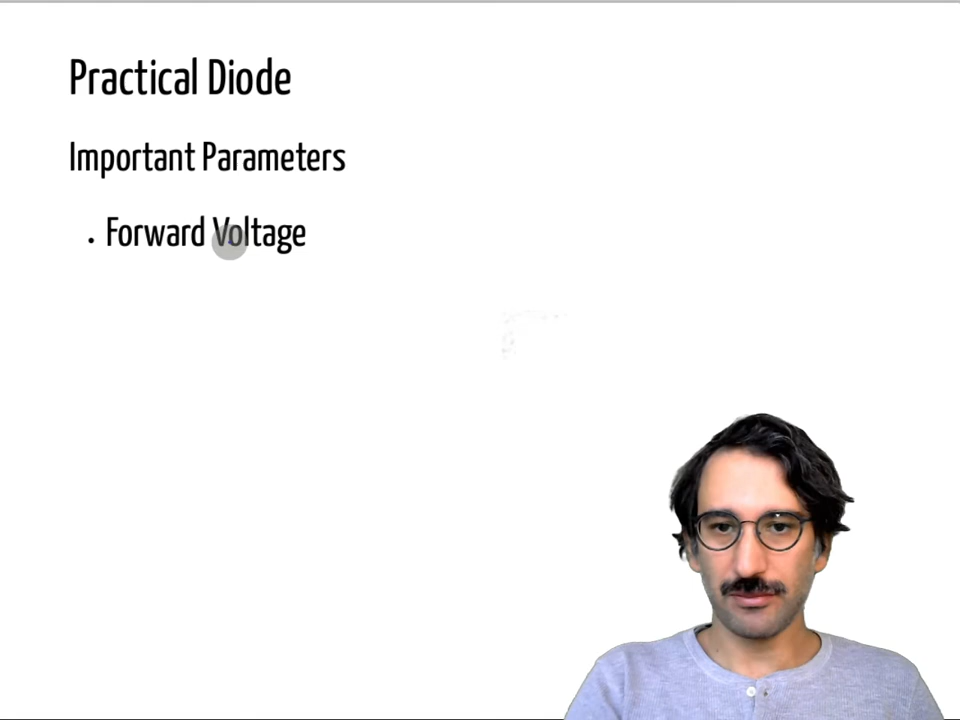 Practical Diode
Important Parameters
• Forward Voltage